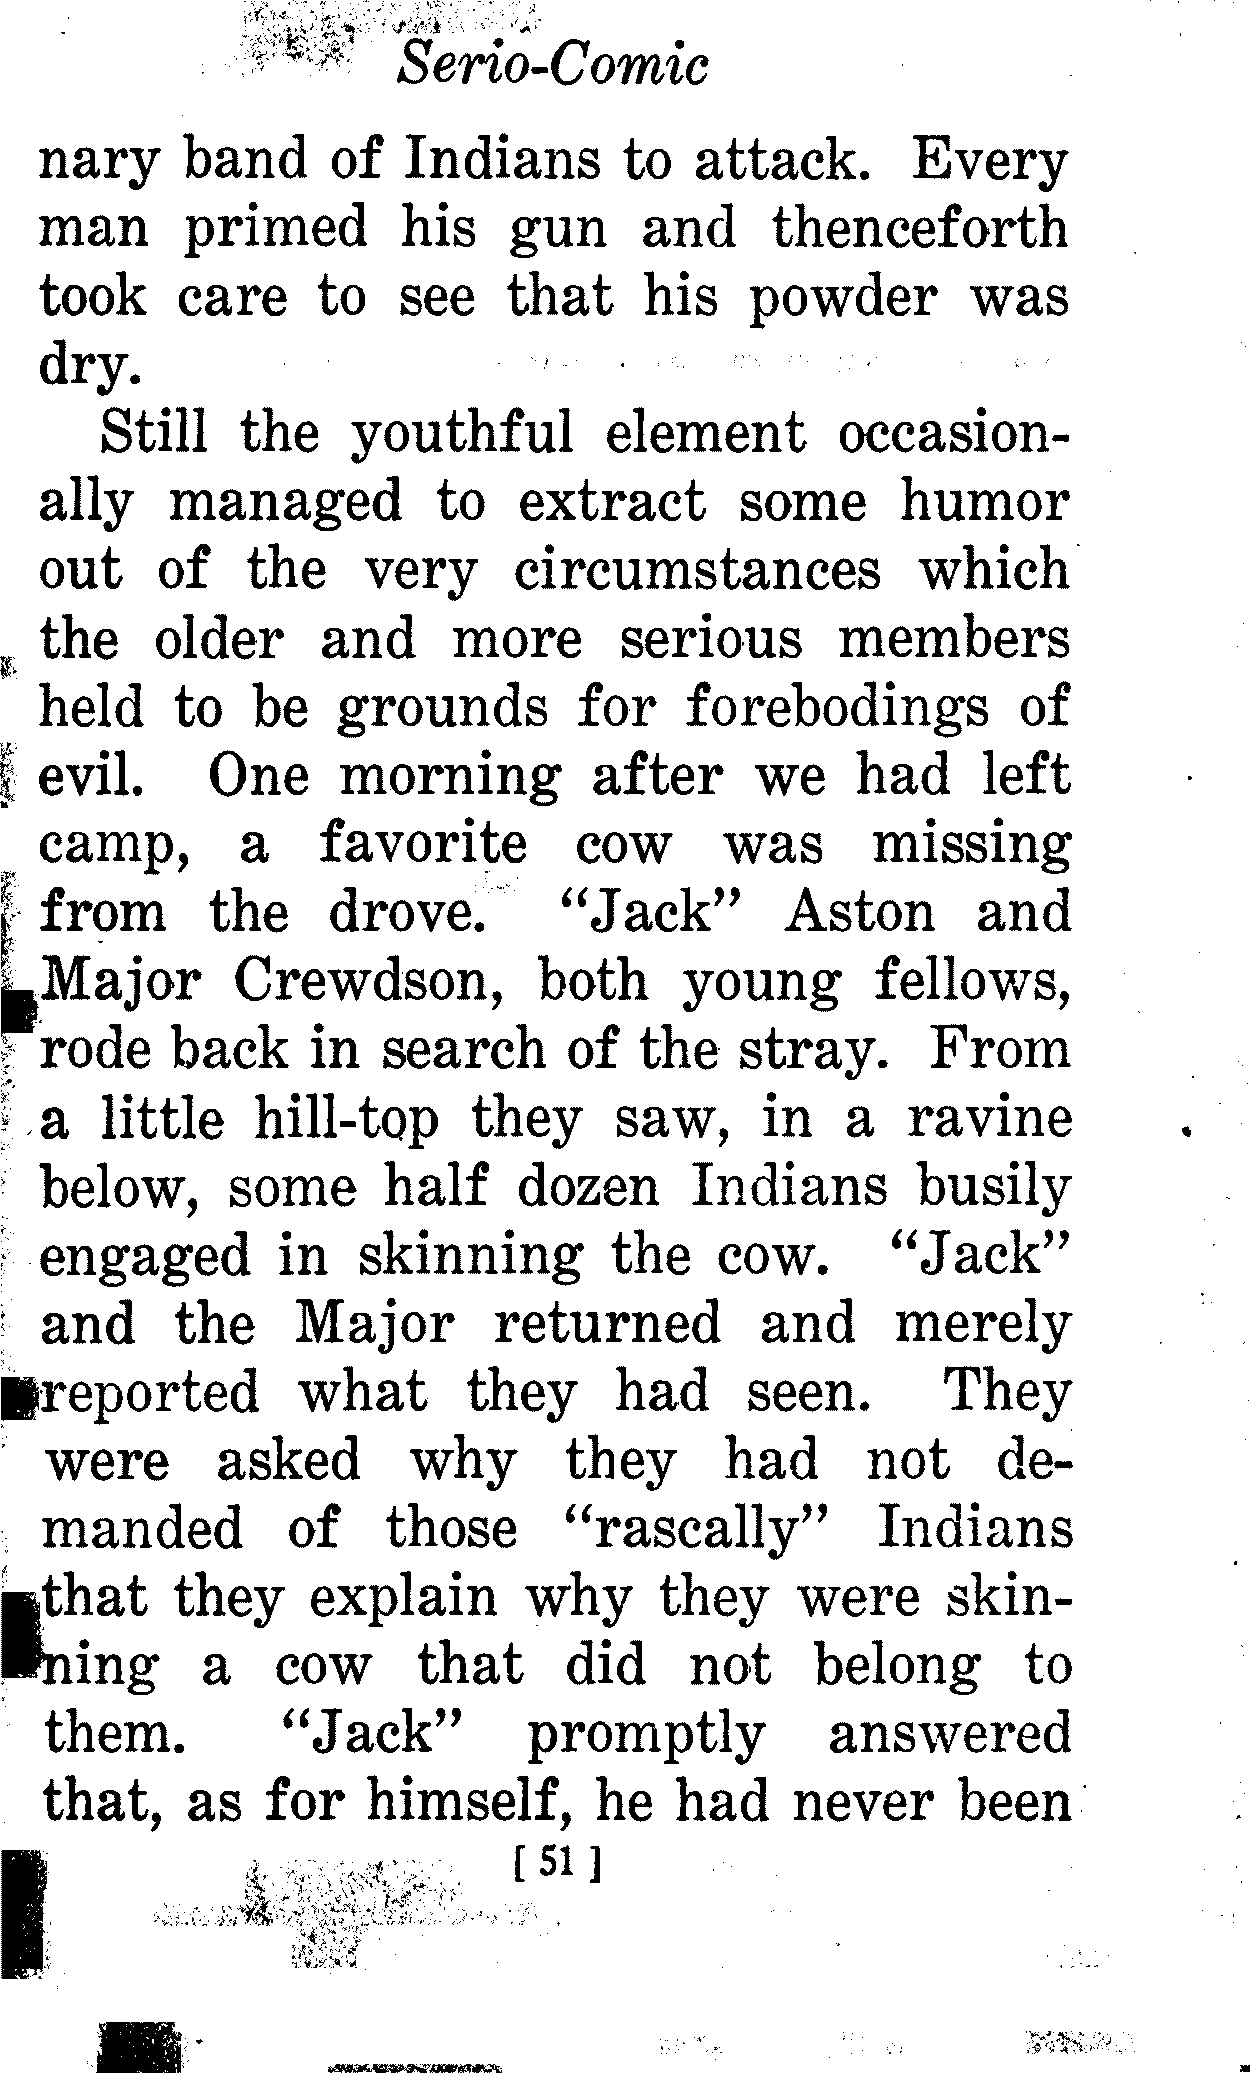 Serio-Comic
nary band of Indians to attack. Every
man primed his gun and thenceforth
took care to see that his powder was
dry.
Still the youthful element occasion-
ally managed to extract some humor
out of the very circumstances which
the older and more serious members
held to be grounds for forebodings of
evil. One morning after we had left
camp, a favorite cow was missing
from the drove. “Jack” Aston and
Major Crewdson, both young fellows,
rode back in search of the stray. From
a little hill-top they saw, in a ravine
below, some half dozen Indians busily
engaged in skinning the cow. “Jack”
and the Major returned and merely
reported what they had seen. They
were asked why they had not de-
manded of those “rascally” Indians
that they explain why they were skin-
ning a cow that did not belong to
them. “Jack” promptly answered
that, as for himself, he had never been
[ 51 ]